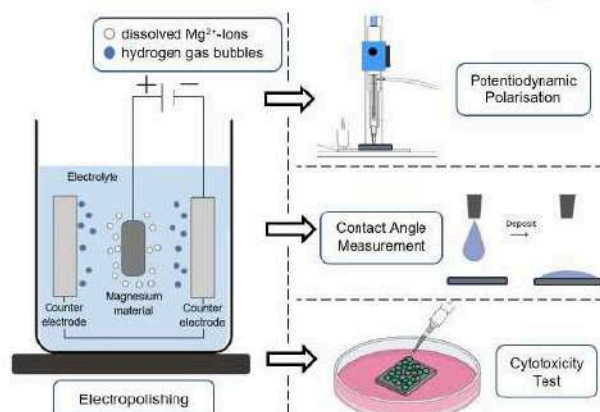 dissolved Mg²⁺-Ions
hydrogen gas bubbles
+ −
Electrolyte
Magnesium
material
Counter
electrode
Counter
electrode
Electropolishing
Potentiodynamic
Polarisation
Contact Angle
Measurement
Deposit
Cytotoxicity
Test